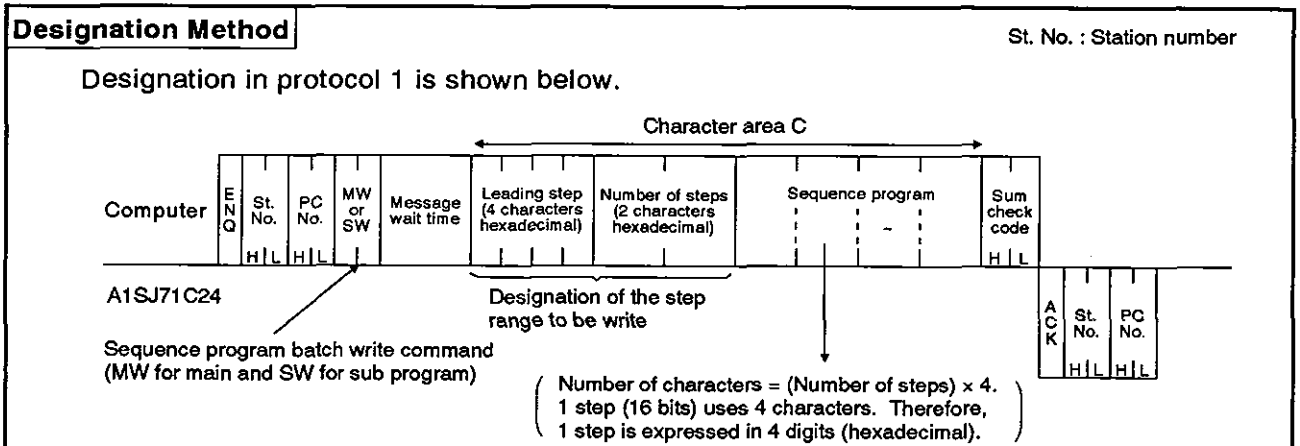 Designation Method
St. No. : Station number
Designation in protocol 1 is shown below.
Character area C
Computer
E
N
Q
St.
No.
H L
PC
No.
H L
MW
or
SW
Message
wait time
Leading step
(4 characters
hexadecimal)
Number of steps
(2 characters
hexadecimal)
Sequence program
~
Sum
check
code
H L
A1SJ71C24
Designation of the step
range to be write
A
C
K
St.
No.
H L
PC
No.
H L
Sequence program batch write command
(MW for main and SW for sub program)
( Number of characters = (Number of steps) × 4.
1 step (16 bits) uses 4 characters. Therefore,
1 step is expressed in 4 digits (hexadecimal). )